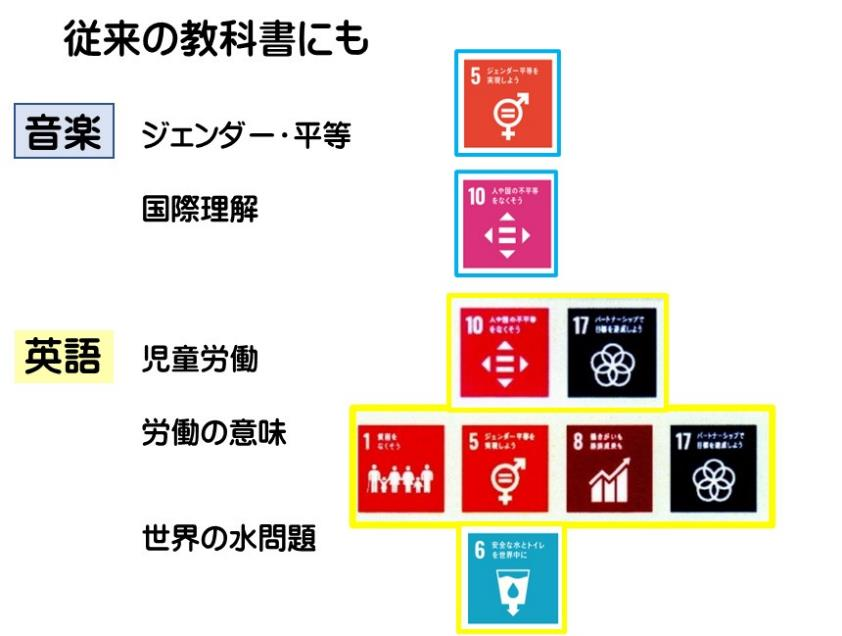 従来の教科書にも
5 ジェンダー平等を
実現しよう
音楽 ジェンダー・平等
国際理解
10 人や国の不平等
をなくそう
英語 児童労働
10 人や国の不平等
をなくそう
17 パートナーシップで
目標を達成しよう
労働の意味
1 貧困を
なくそう
5 ジェンダー平等を
実現しよう
8 働きがいも
経済成長も
17 パートナーシップで
目標を達成しよう
世界の水問題
6 安全な水とトイレ
を世界中に